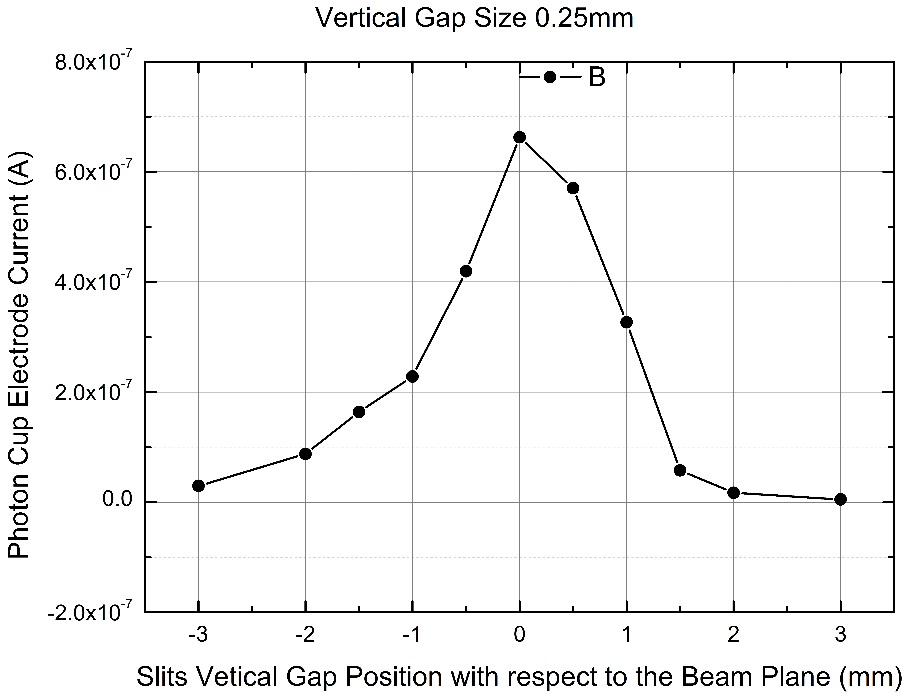 Vertical Gap Size 0.25mm
B
8.0x10⁻⁷
6.0x10⁻⁷
4.0x10⁻⁷
2.0x10⁻⁷
0.0
-2.0x10⁻⁷
Photon Cup Electrode Current (A)
-3 -2 -1 0 1 2 3
Slits Vetical Gap Position with respect to the Beam Plane (mm)